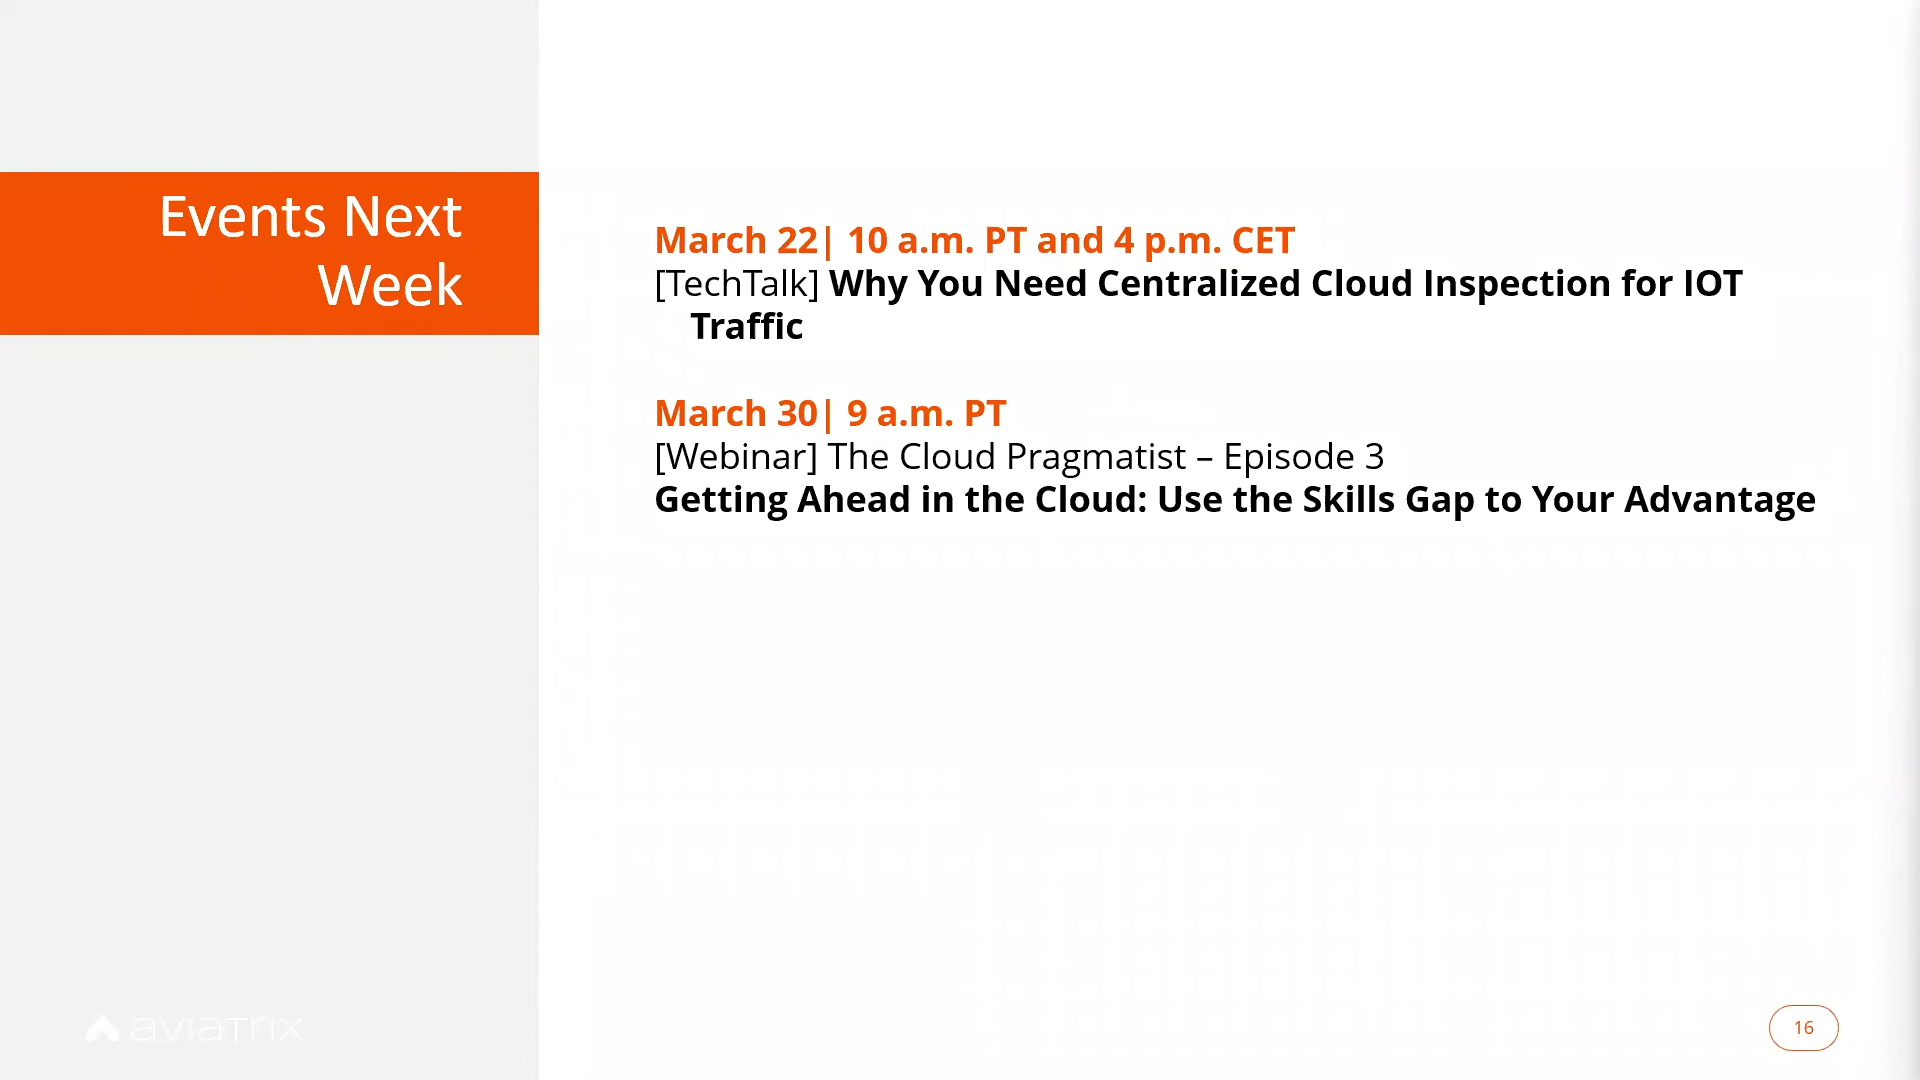 Events Next
Week
March 22| 10 a.m. PT and 4 p.m. CET
[TechTalk] Why You Need Centralized Cloud Inspection for IOT
Traffic
March 30| 9 a.m. PT
[Webinar] The Cloud Pragmatist – Episode 3
Getting Ahead in the Cloud: Use the Skills Gap to Your Advantage
aviatrix
16